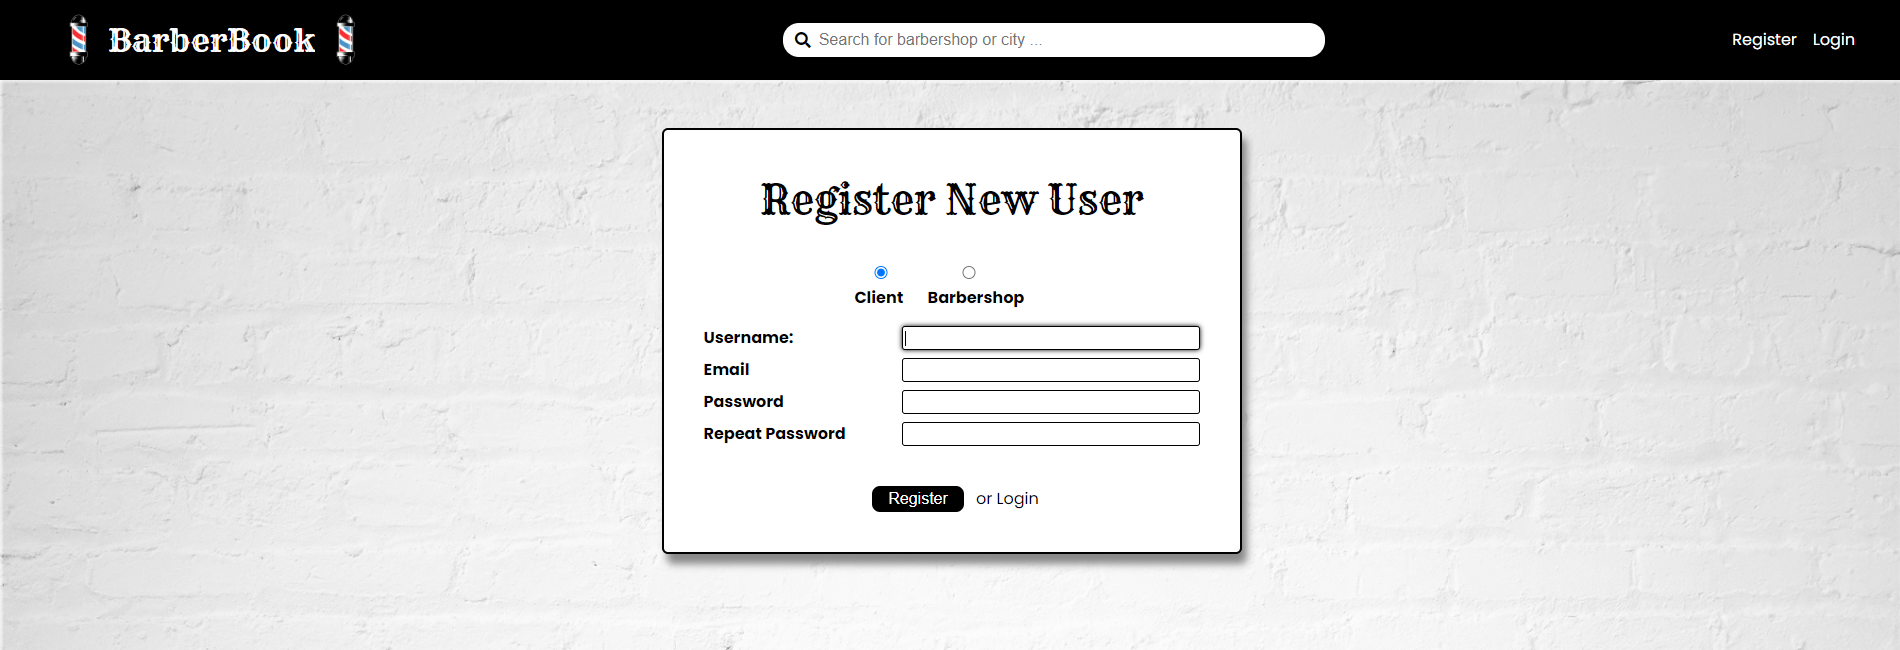 BarberBook
Search for barbershop or city ...
Register Login
Register New User
Client Barbershop
Username:
Email
Password
Repeat Password
Register or Login